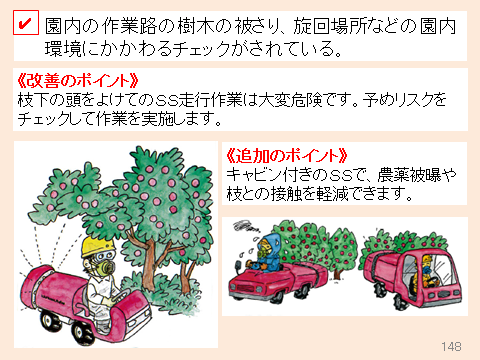 ✔ 園内の作業路の樹木の被さり、旋回場所などの園内
環境にかかわるチェックがされている。
《改善のポイント》
枝下の頭をよけてのＳＳ走行作業は大変危険です。予めリスクを
チェックして作業を実施します。
《追加のポイント》
キャビン付きのＳＳで、農薬被曝や
枝との接触を軽減できます。
148